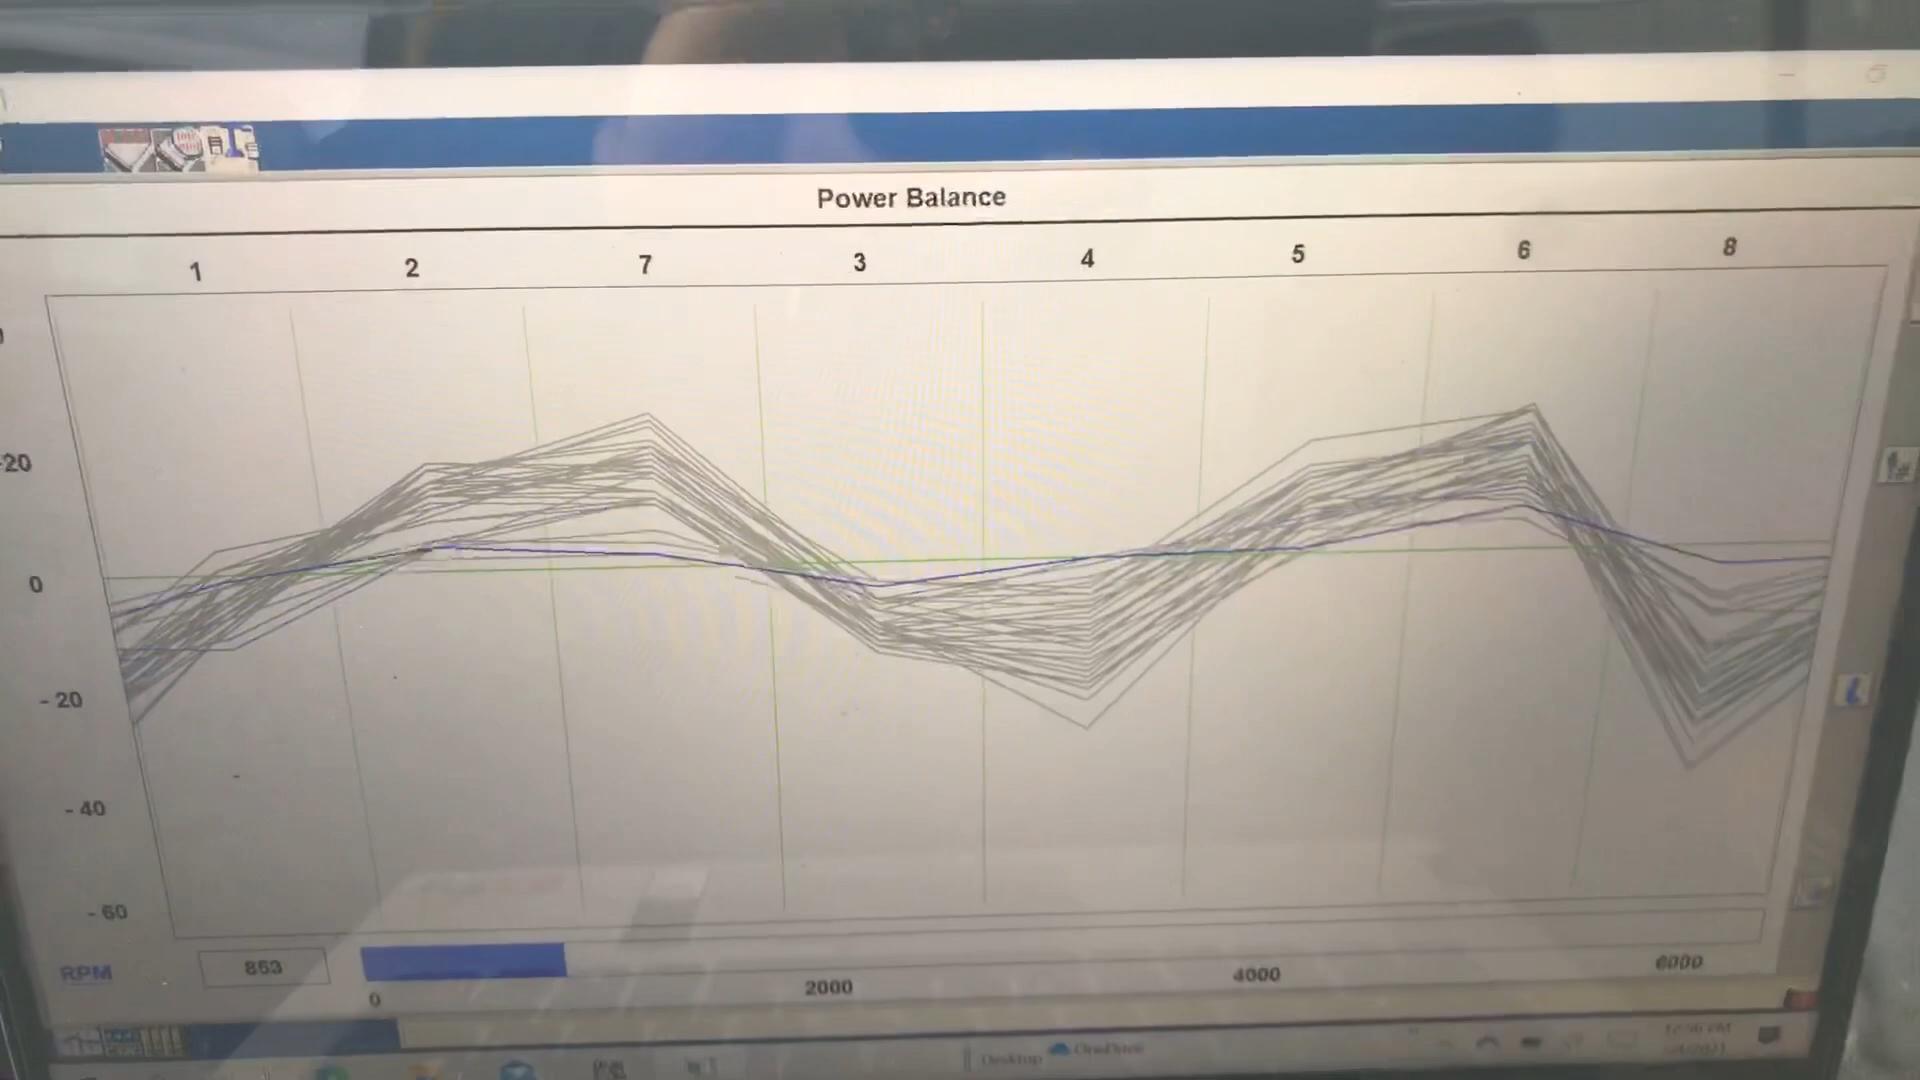 Power Balance
1 2 7 3 4 5 6 8
20
0
- 20
- 40
- 60
RPM 853
0 2000 4000 6000
Desktop OneDrive